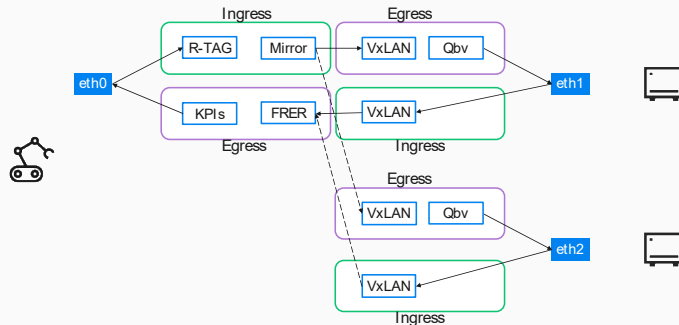 Ingress
Egress
R-TAG
Mirror
VxLAN
Qbv
eth0
eth1
KPIs
FRER
VxLAN
Egress
Ingress
Egress
VxLAN
Qbv
eth2
VxLAN
Ingress